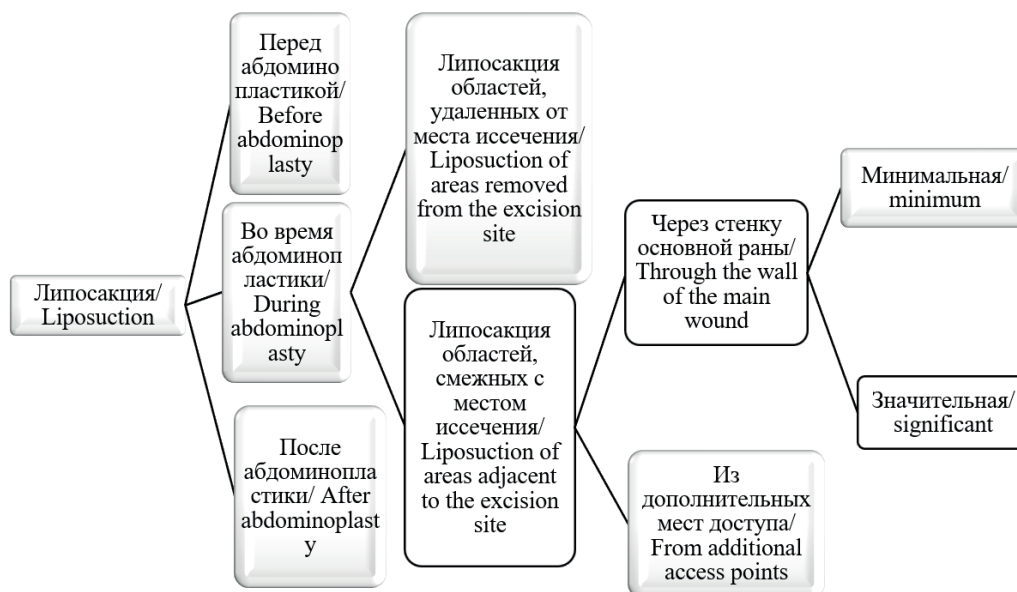 Липосакция/
Liposuction
Перед
абдомино
пластикой/
Before
abdominop
lasty
Во время
абдоминоп
ластики/
During
abdominopl
asty
После
абдоминопла
стики/ After
abdominoplast
y
Липосакция
областей,
удаленных от
места иссечения/
Liposuction of
areas removed
from the excision
site
Липосакция
областей,
смежных с
местом
иссечения/
Liposuction of
areas adjacent
to the excision
site
Через стенку
основной раны/
Through the wall
of the main
wound
Из
дополнительных
мест доступа/
From additional
access points
Минимальная/
minimum
Значительная/
significant